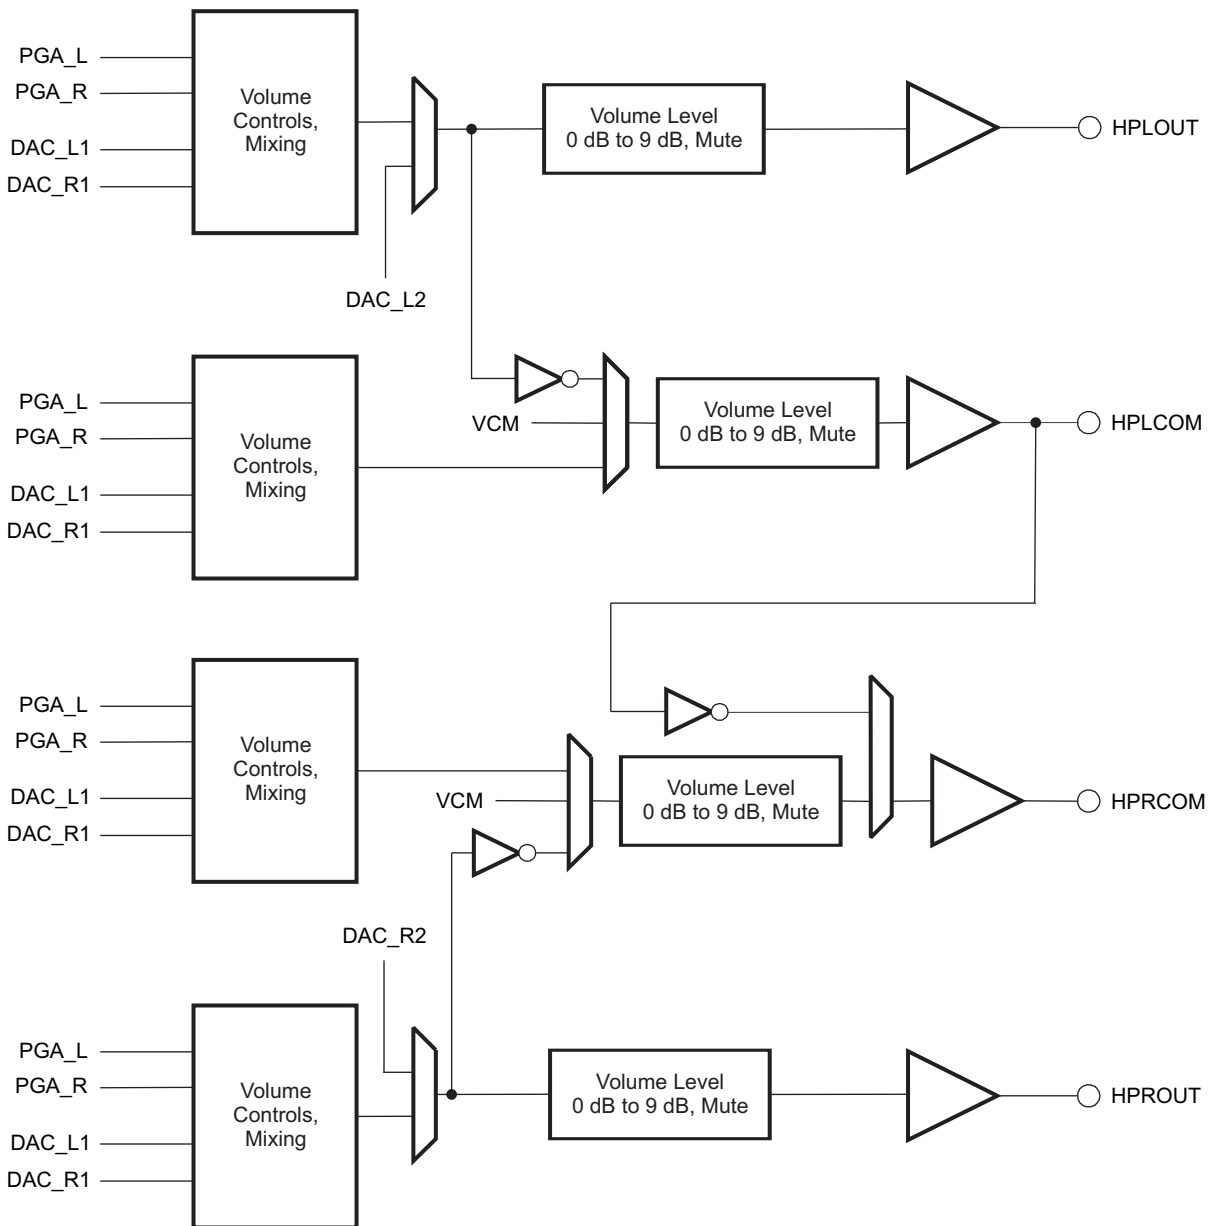 PGA_L
PGA_R
DAC_L1
DAC_R1
Volume
Controls,
Mixing
DAC_L2
Volume Level
0 dB to 9 dB, Mute
HPLOUT
PGA_L
PGA_R
DAC_L1
DAC_R1
Volume
Controls,
Mixing
VCM
Volume Level
0 dB to 9 dB, Mute
HPLCOM
PGA_L
PGA_R
DAC_L1
DAC_R1
Volume
Controls,
Mixing
VCM
Volume Level
0 dB to 9 dB, Mute
HPRCOM
DAC_R2
PGA_L
PGA_R
DAC_L1
DAC_R1
Volume
Controls,
Mixing
Volume Level
0 dB to 9 dB, Mute
HPROUT